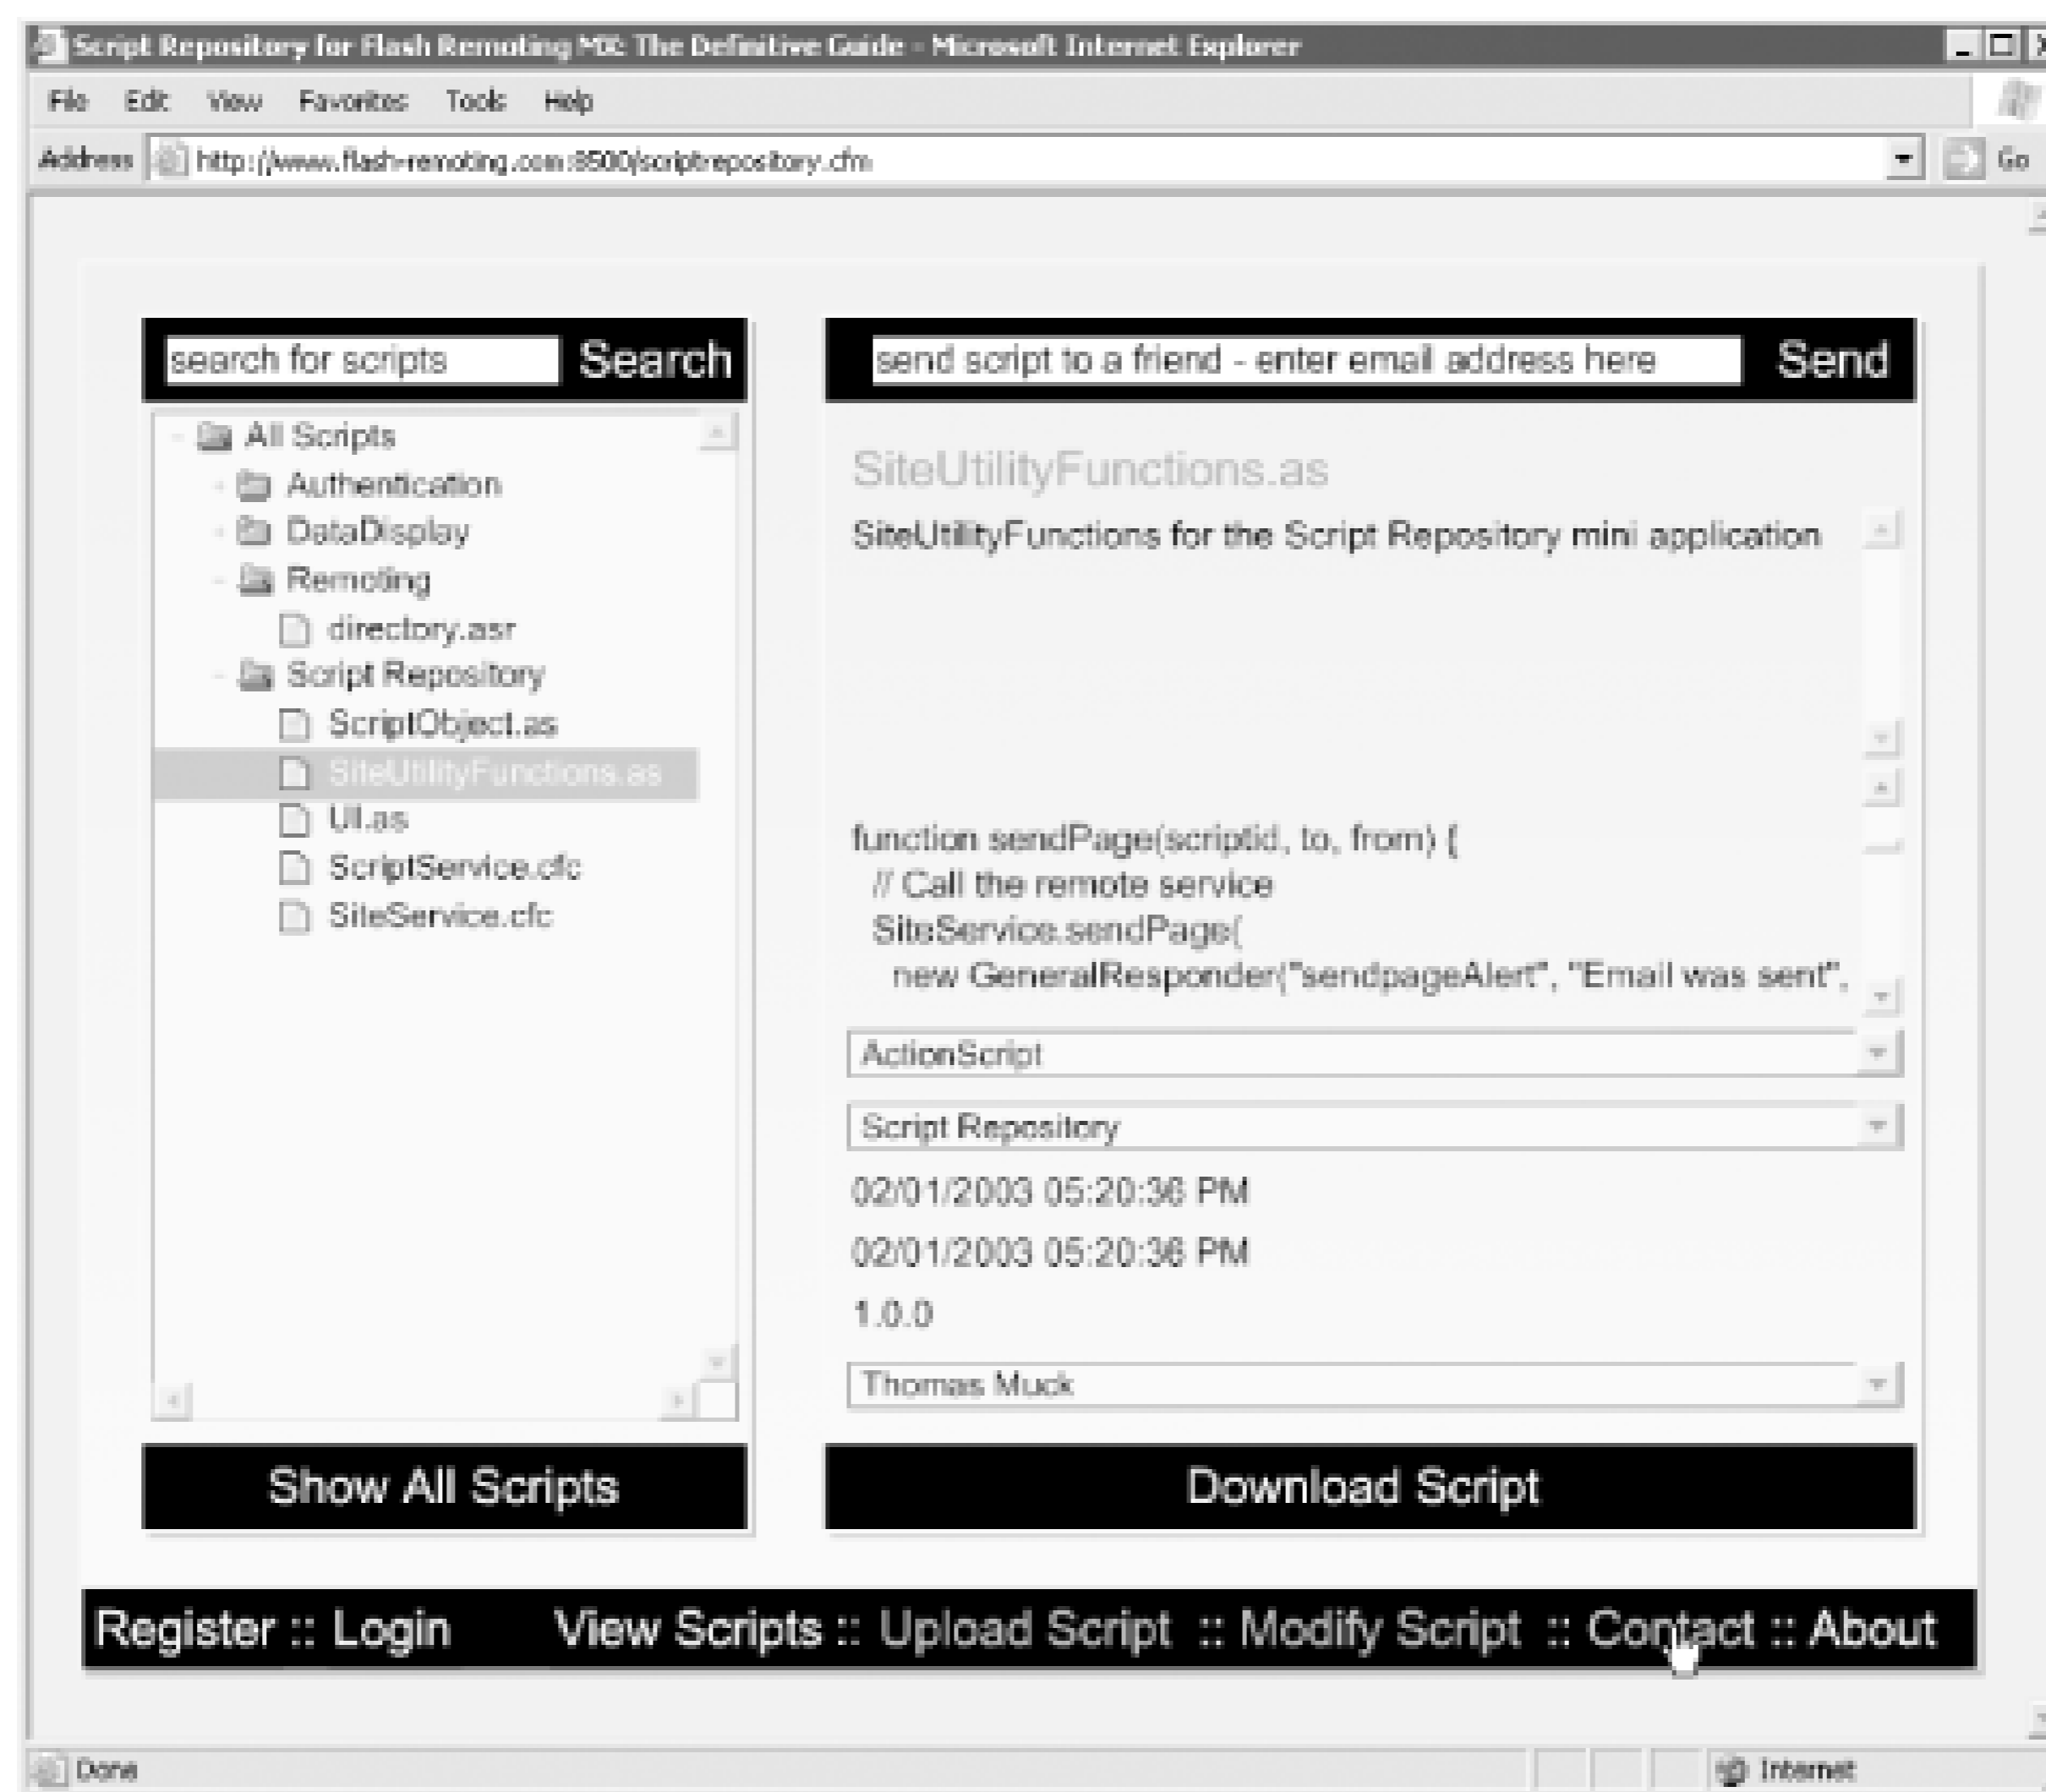 Script Repository for Flash Remoting MX: The Definitive Guide - Microsoft Internet Explorer
File Edit View Favorites Tools Help
Address http://www.flash-remoting.com:8500/scriptrepository.cfm Go
search for scripts Search
All Scripts
Authentication
DataDisplay
Remoting
directory.asr
Script Repository
ScriptObject.as
SiteUtilityFunctions.as
UI.as
ScriptService.cfc
SiteService.cfc
Show All Scripts
send script to a friend - enter email address here Send
SiteUtilityFunctions.as
SiteUtilityFunctions for the Script Repository mini application
function sendPage(scriptid, to, from) {
// Call the remote service
SiteService.sendPage(
new GeneralResponder("sendpageAlert", "Email was sent",
ActionScript
Script Repository
02/01/2003 05:20:36 PM
02/01/2003 05:20:36 PM
1.0.0
Thomas Muck
Download Script
Register :: Login View Scripts :: Upload Script :: Modify Script :: Contact :: About
Done Internet